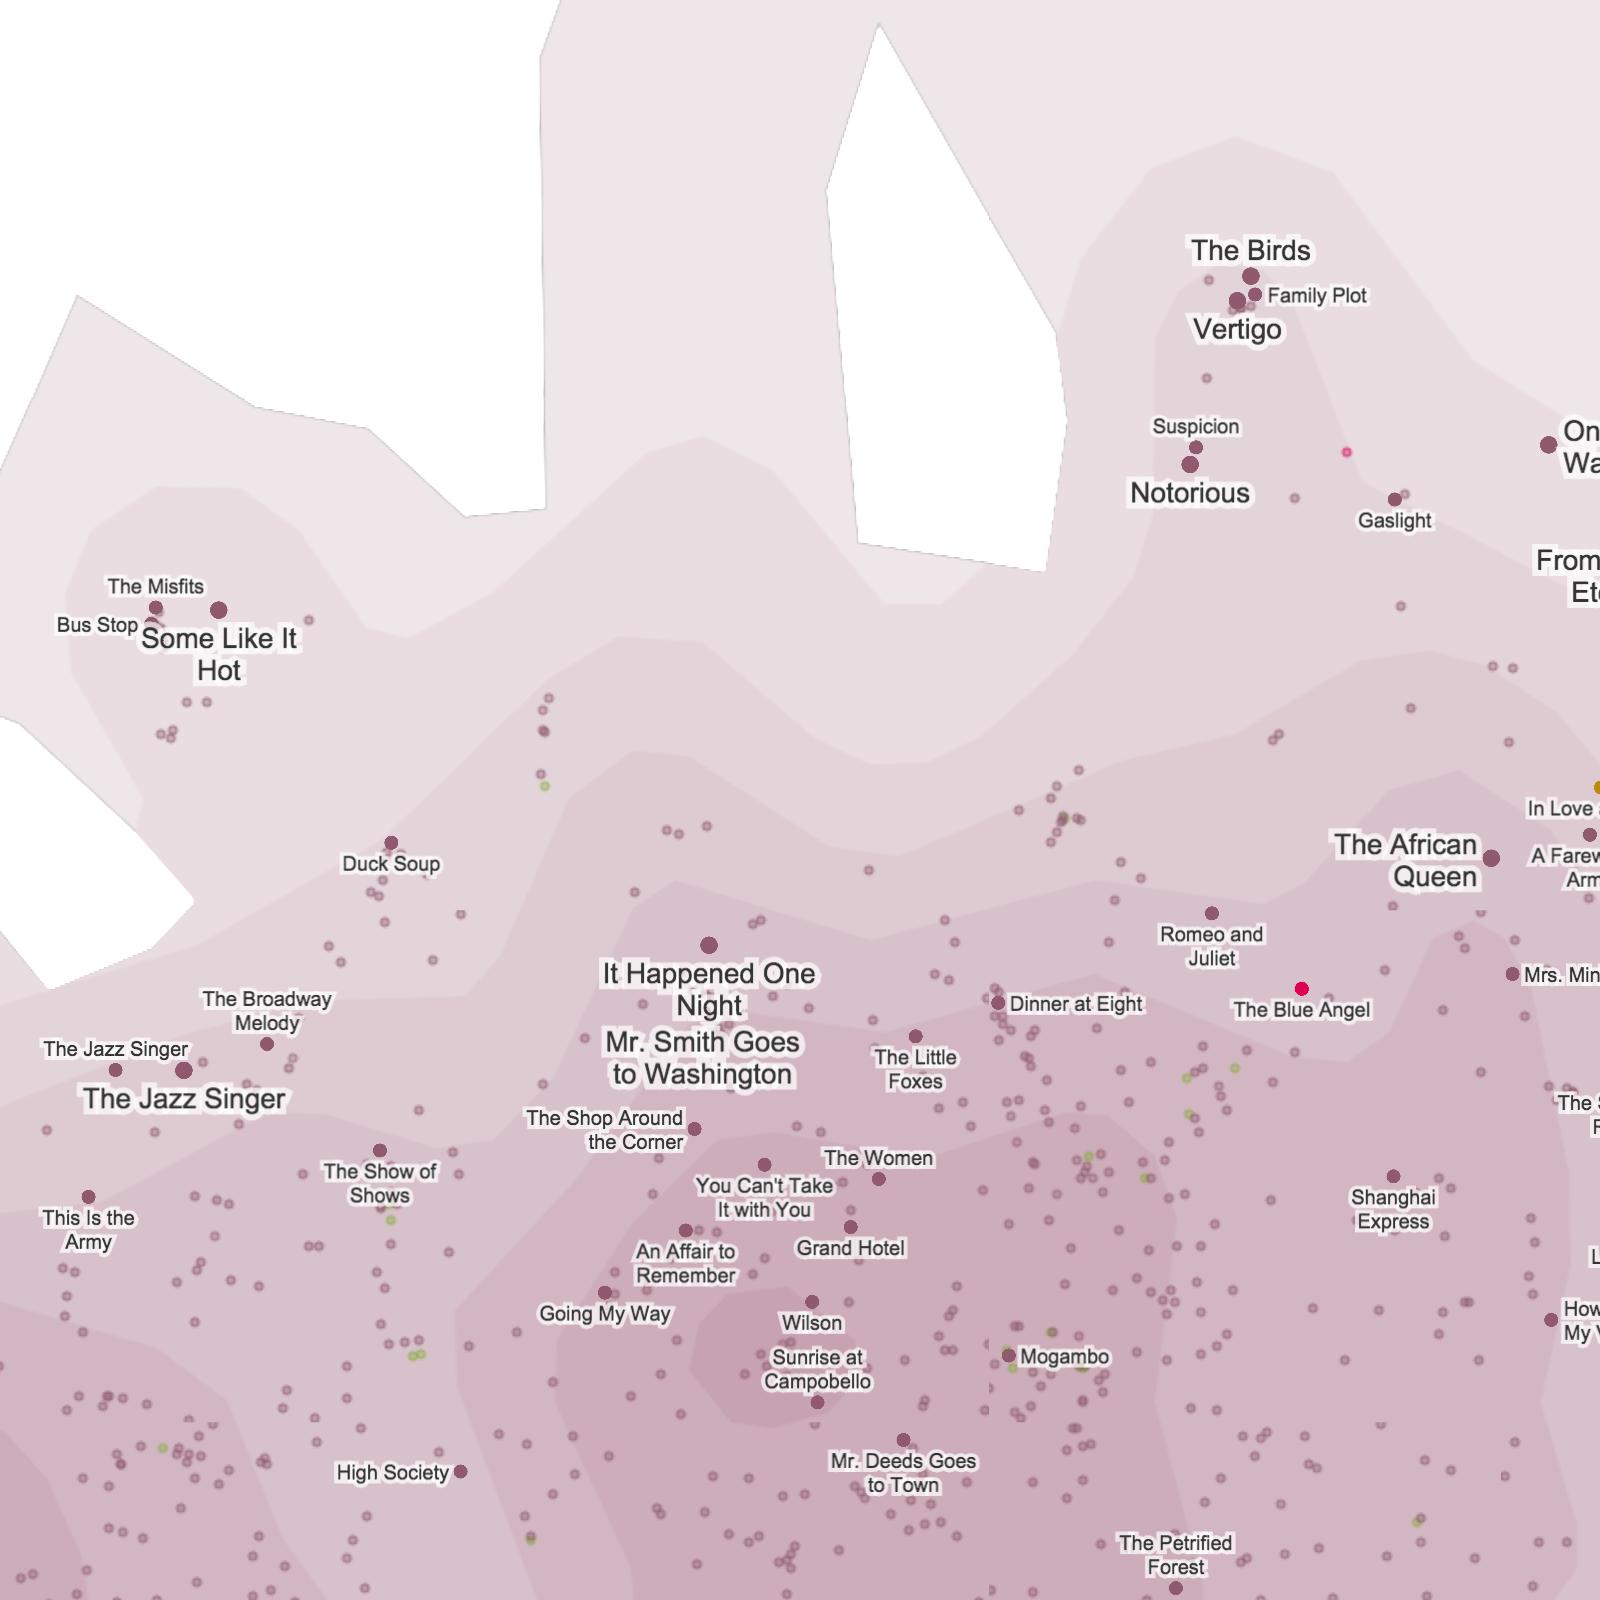 The Birds
Family Plot
Vertigo
Suspicion
Notorious
On
Wa
Gaslight
From
Ete
The Misfits
Bus Stop
Some Like It
Hot
In Love a
Duck Soup
The African
Queen
A Farew
Arm
Romeo and
Juliet
It Happened One
Night
Mrs. Min
Dinner at Eight
The Blue Angel
The Broadway
Melody
Mr. Smith Goes
to Washington
The Jazz Singer
The Little
Foxes
The Jazz Singer
The Shop Around
the Corner
The S
F
The Women
The Show of
Shows
You Can't Take
It with You
Shanghai
Express
This Is the
Army
An Affair to
Remember
Grand Hotel
L
Going My Way
Wilson
How
My V
Sunrise at
Campobello
Mogambo
Mr. Deeds Goes
to Town
High Society
The Petrified
Forest